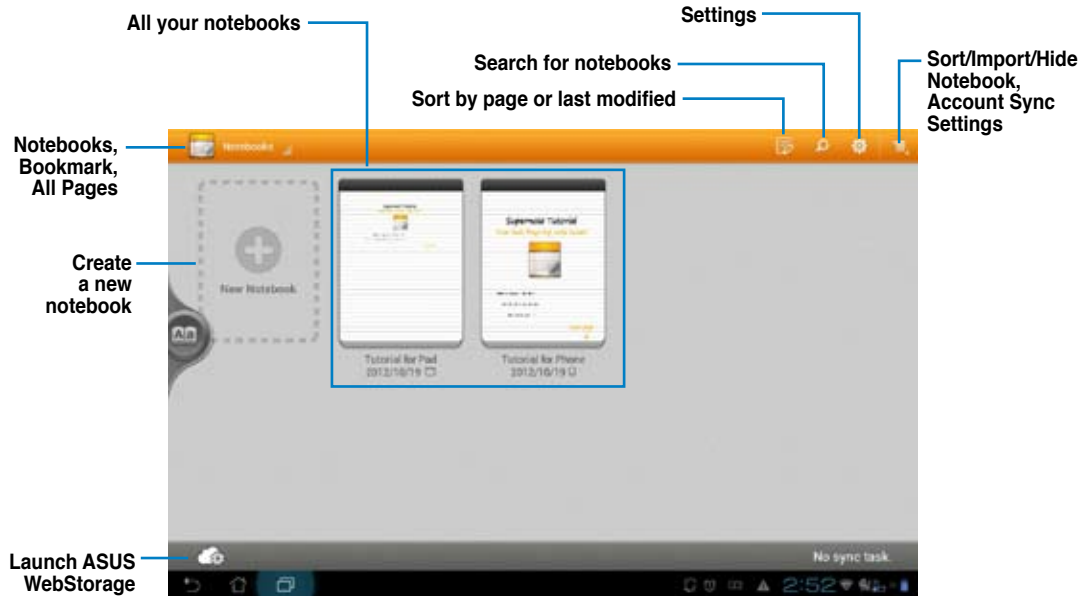 All your notebooks
Settings
Search for notebooks
Sort by page or last modified
Sort/Import/Hide
Notebook,
Account Sync
Settings
Notebooks,
Bookmark,
All Pages
Notebooks
Create
a new
notebook
New Notebook
Supernote Tutorial
Aa
Tutorial for Pad
2012/10/19
Tutorial for Phone
2012/10/19
Launch ASUS
WebStorage
No sync task.
2:52